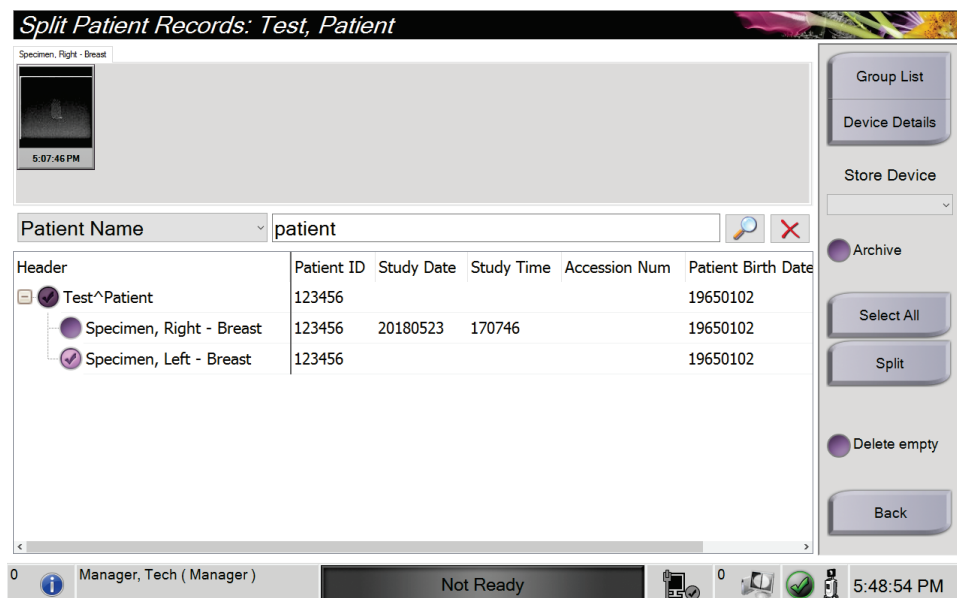 Split Patient Records: Test, Patient
Specimen, Right - Breast
5:07:46 PM
Group List
Device Details
Store Device
Archive
Patient Name
patient
Header Patient ID Study Date Study Time Accession Num Patient Birth Date
Test^Patient 123456 19650102
Specimen, Right - Breast 123456 20180523 170746 19650102
Specimen, Left - Breast 123456 19650102
Select All
Split
Delete empty
Back
0 Manager, Tech ( Manager ) Not Ready 0 5:48:54 PM